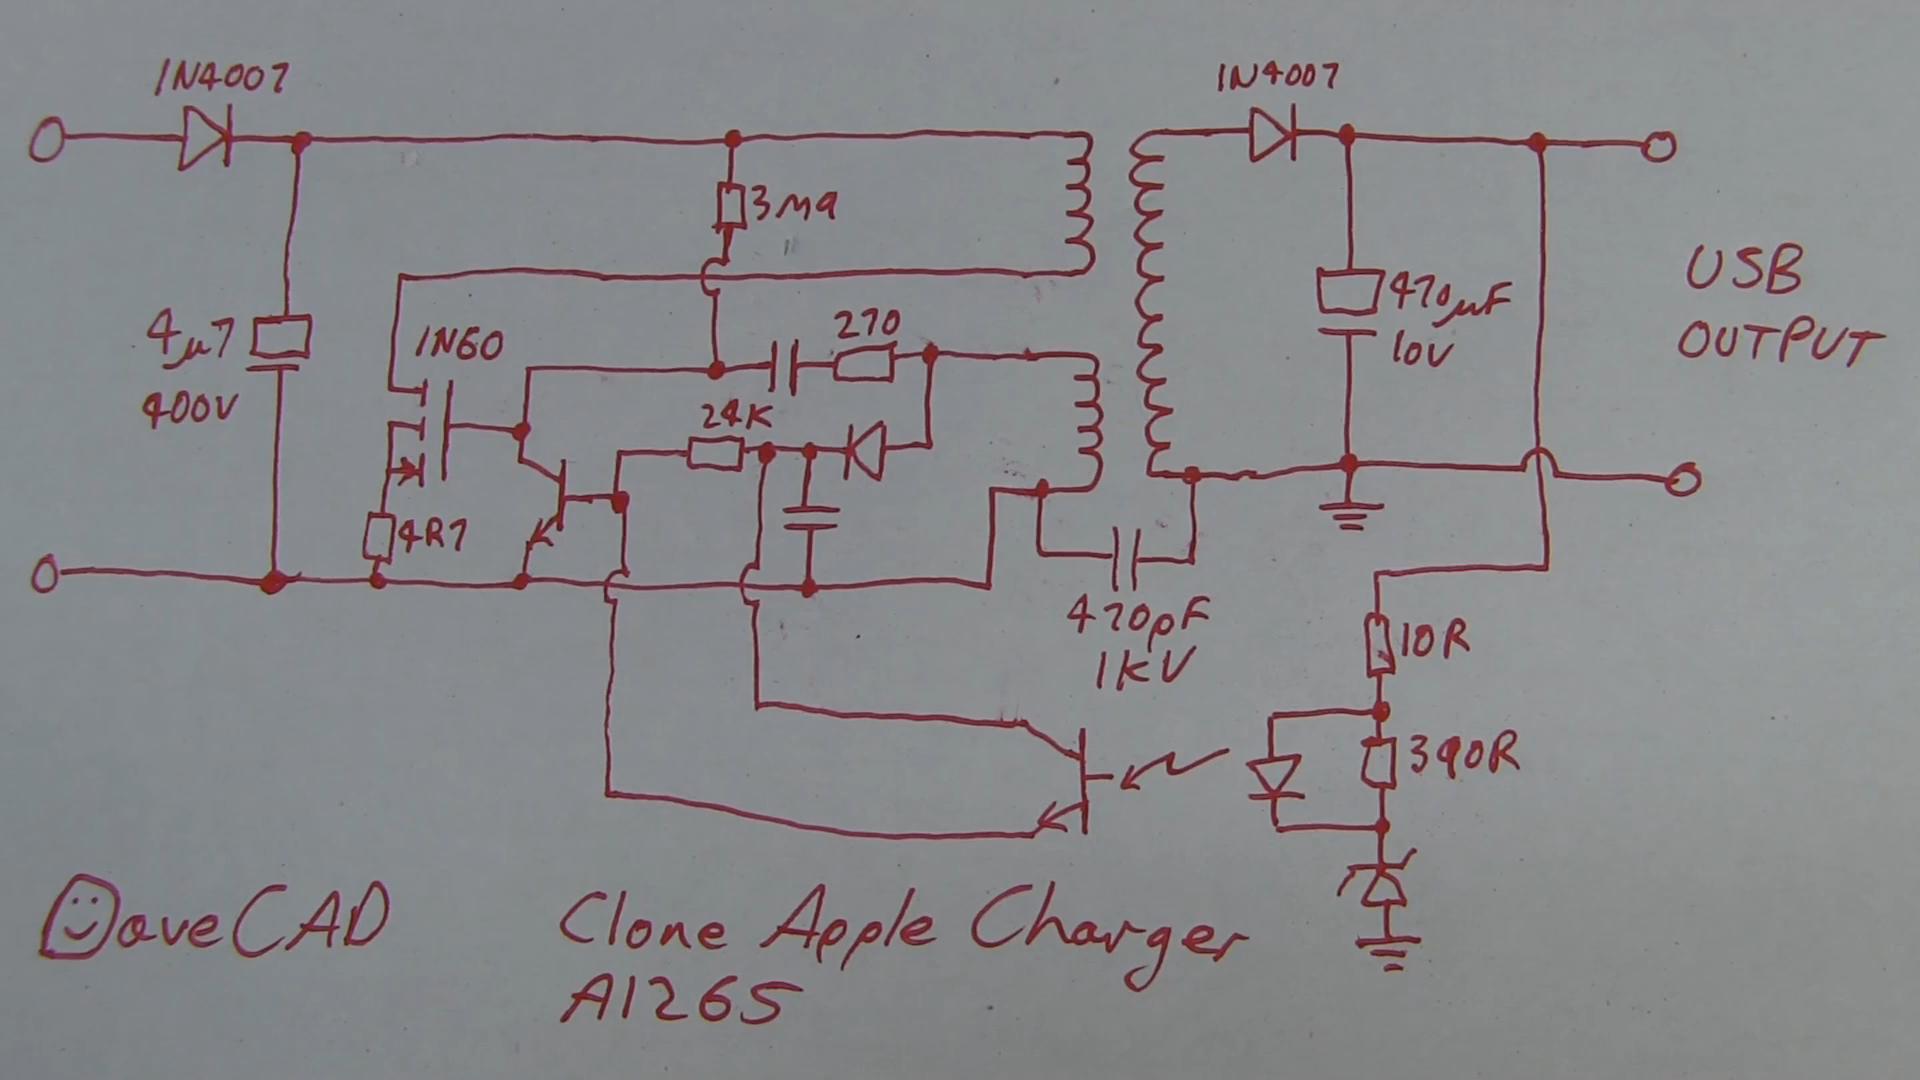 1N4007
1N4007
3M9
USB
OUTPUT
4µ7
400V
1N60
270
470µF
10V
24K
4R7
470pF
1KV
10R
390R
DaveCAD
Clone Apple Charger
A1265